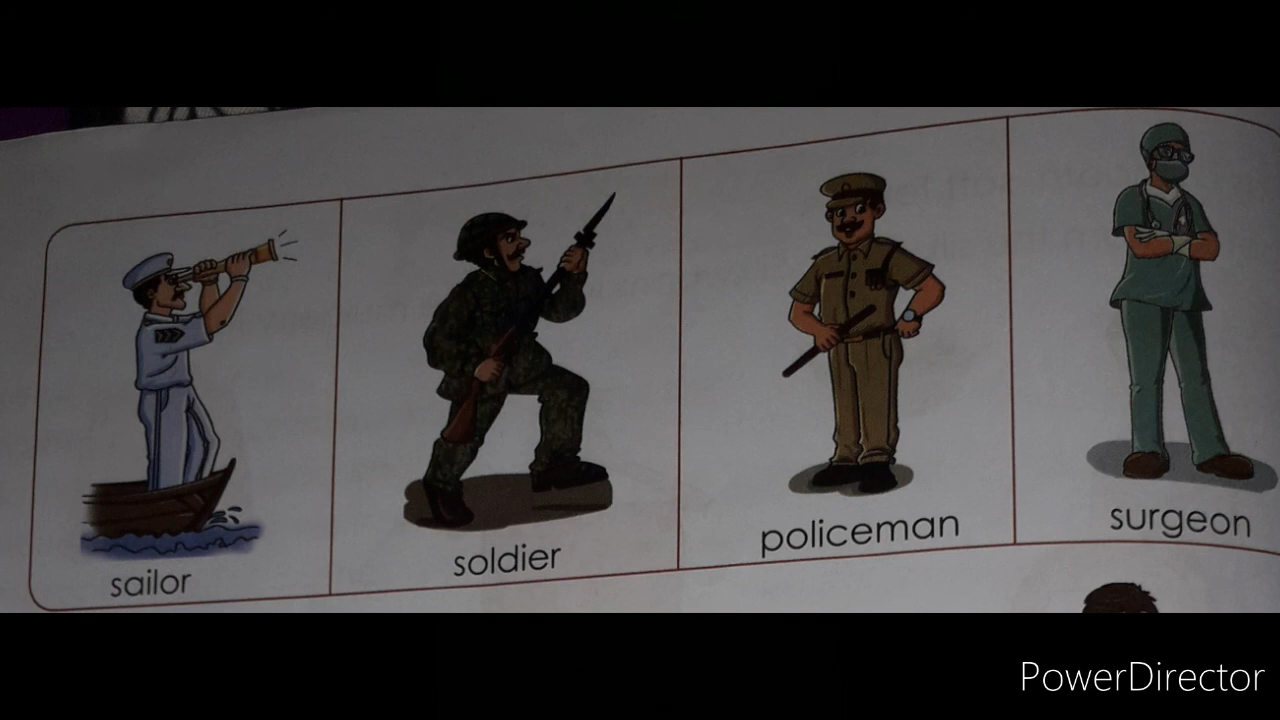 sailor
soldier
policeman
surgeon
PowerDirector